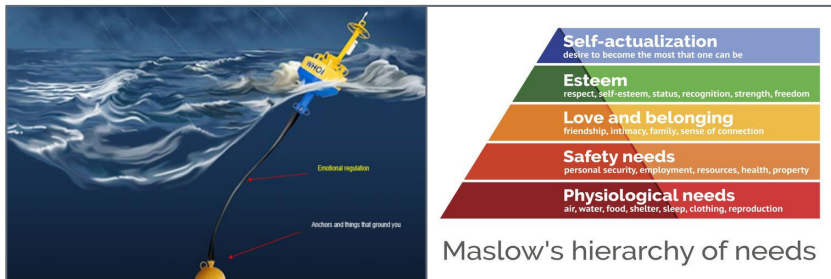 WHOI
Emotional regulation
Anchors and things that ground you
Self-actualization
desire to become the most that one can be
Esteem
respect, self-esteem, status, recognition, strength, freedom
Love and belonging
friendship, intimacy, family, sense of connection
Safety needs
personal security, employment, resources, health, property
Physiological needs
air, water, food, shelter, sleep, clothing, reproduction
Maslow's hierarchy of needs